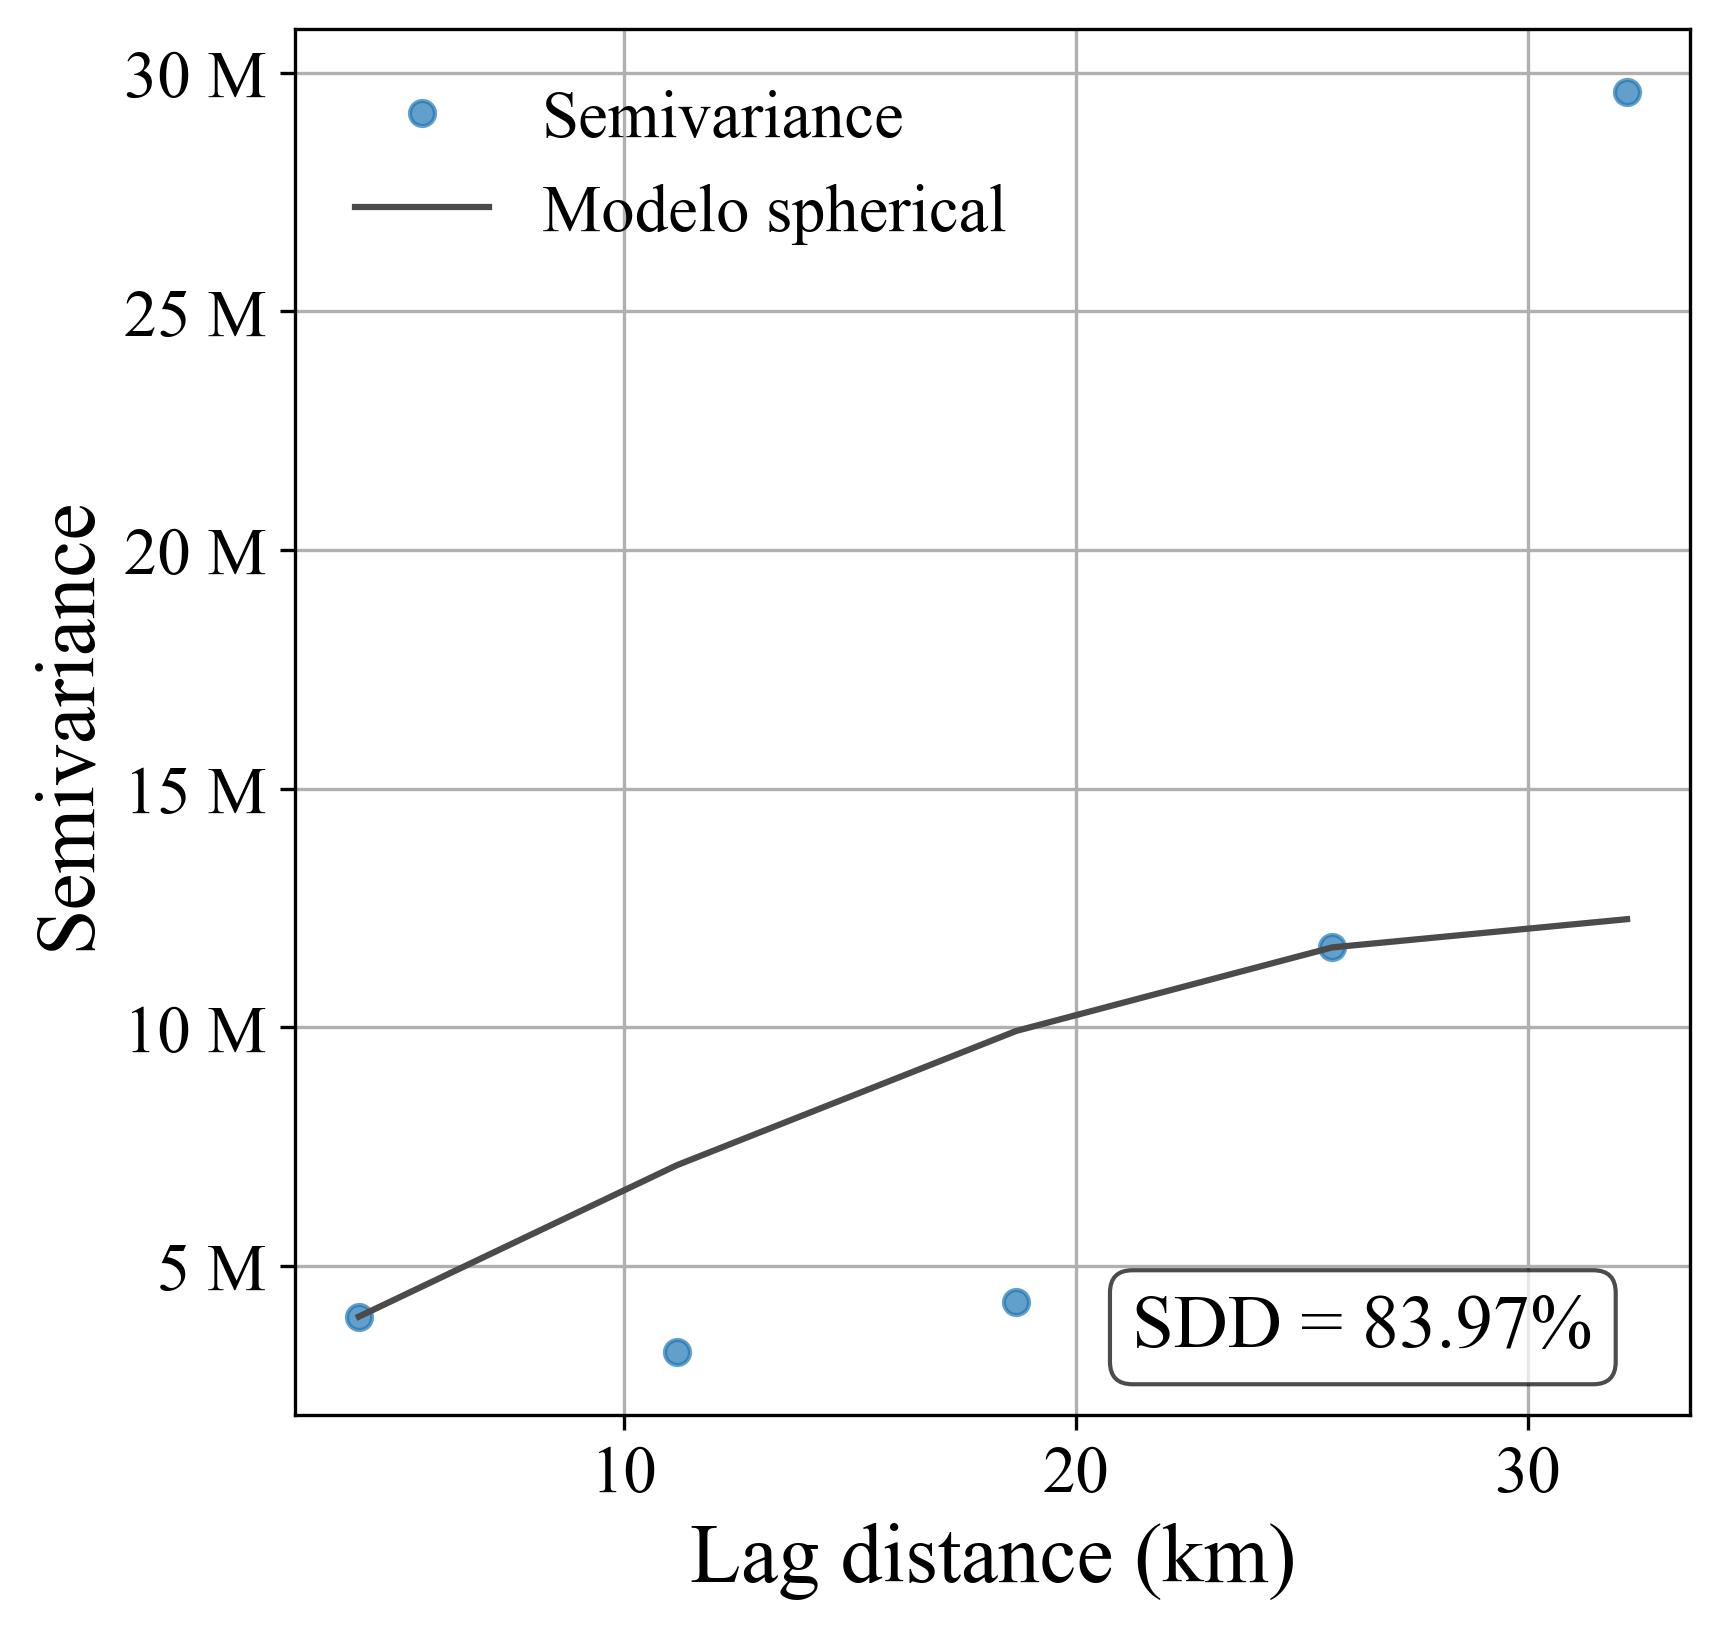 30 M
25 M
20 M
15 M
10 M
5 M
Semivariance
Semivariance
Modelo spherical
SDD = 83.97%
10 20 30
Lag distance (km)